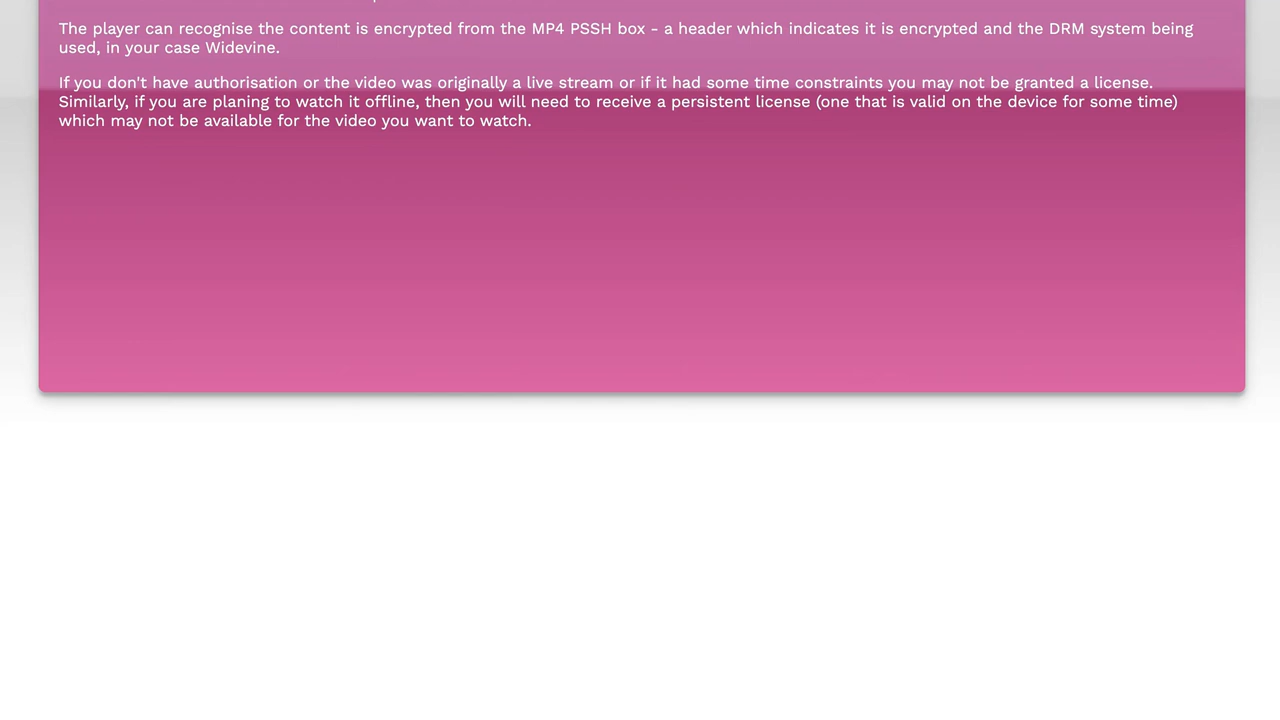 The player can recognise the content is encrypted from the MP4 PSSH box - a header which indicates it is encrypted and the DRM system being
used, in your case Widevine.
If you don't have authorisation or the video was originally a live stream or if it had some time constraints you may not be granted a license.
Similarly, if you are planing to watch it offline, then you will need to receive a persistent license (one that is valid on the device for some time)
which may not be available for the video you want to watch.